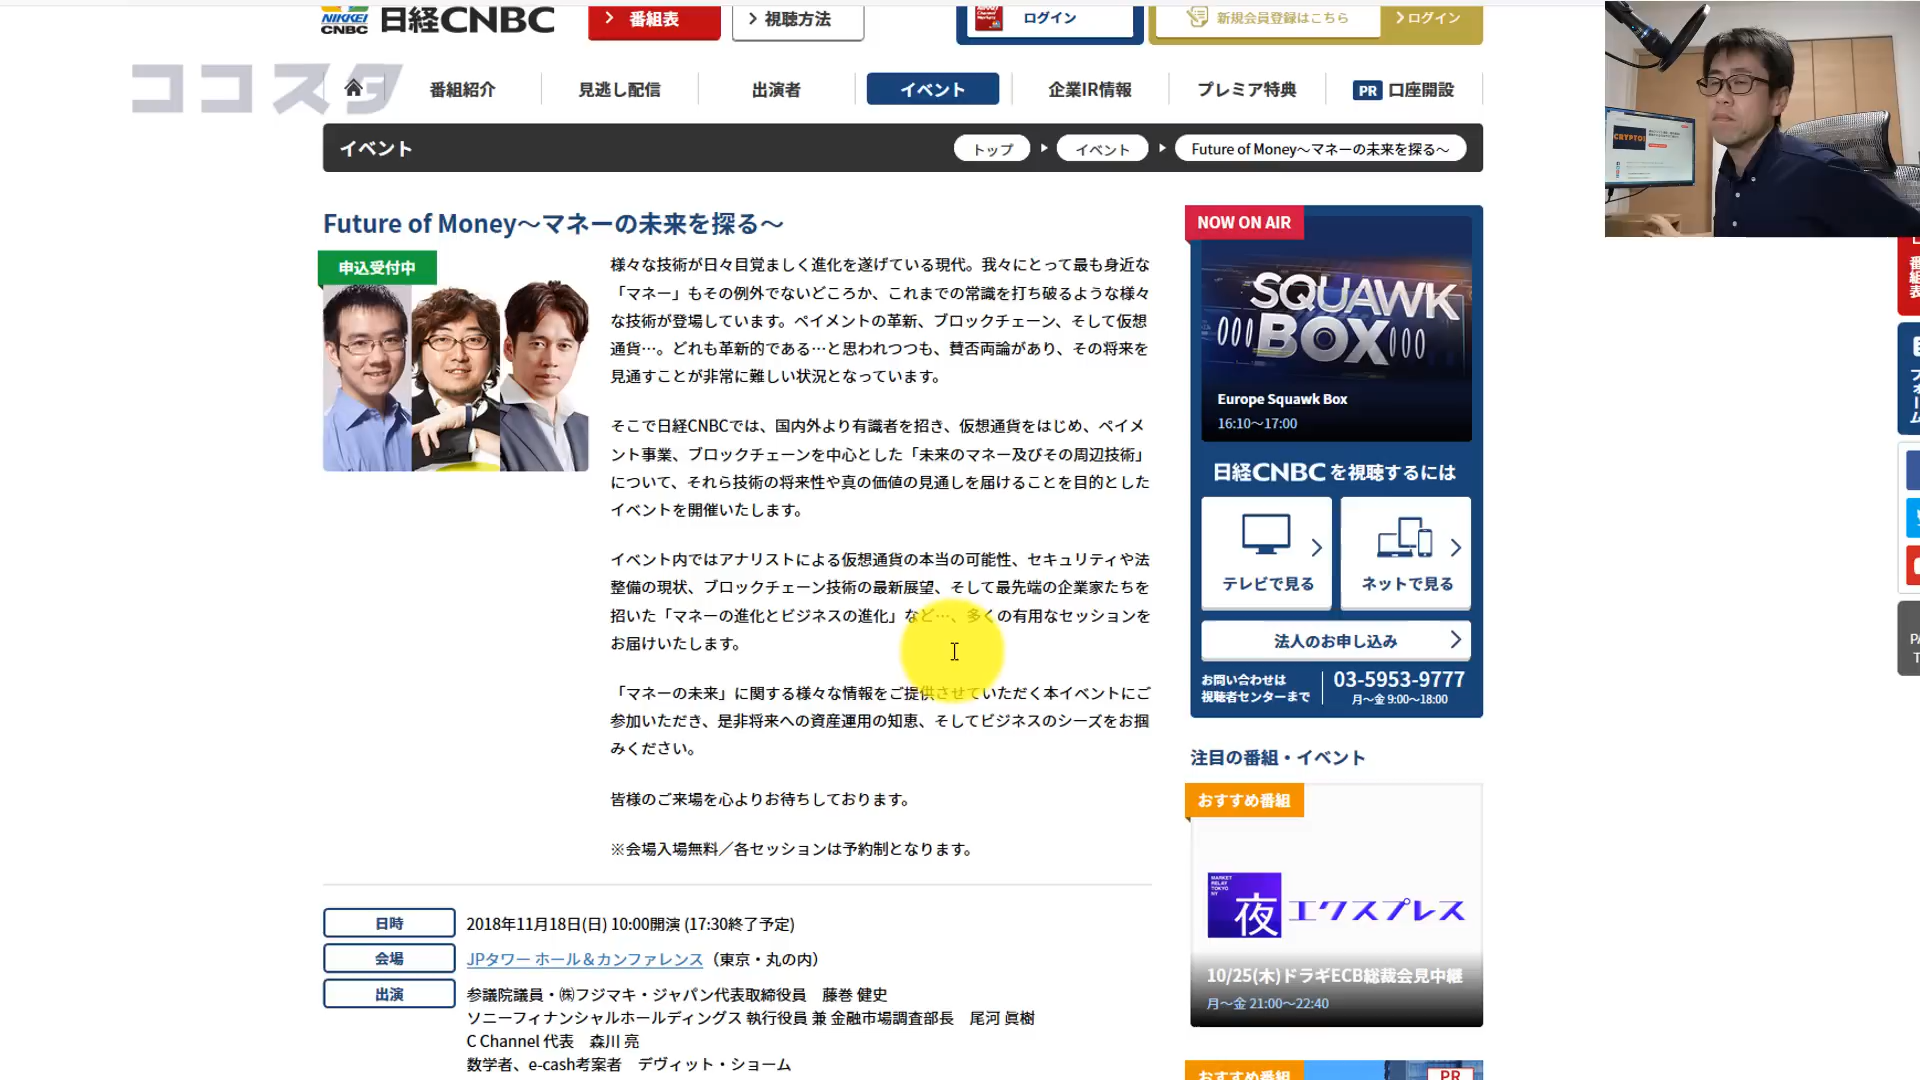 NIKKEI CNBC 日経CNBC
番組表
視聴方法
ログイン
新規会員登録はこちら
ログイン
ココスタ
番組紹介
見逃し配信
出演者
イベント
企業IR情報
プレミア特典
PR 口座開設
イベント
トップ
イベント
Future of Money～マネーの未来を探る～
Future of Money～マネーの未来を探る～
申込受付中
様々な技術が日々目覚ましく進化を遂げている現代。我々にとって最も身近な
「マネー」もその例外でないどころか、これまでの常識を打ち破るような様々
な技術が登場しています。ペイメントの革新、ブロックチェーン、そして仮想
通貨…。どれも革新的である…と思われつつも、賛否両論があり、その将来を
見通すことが非常に難しい状況となっています。
そこで日経CNBCでは、国内外より有識者を招き、仮想通貨をはじめ、ペイメ
ント事業、ブロックチェーンを中心とした「未来のマネー及びその周辺技術」
について、それら技術の将来性や真の価値の見通しを届けることを目的とした
イベントを開催いたします。
イベント内ではアナリストによる仮想通貨の本当の可能性、セキュリティや法
整備の現状、ブロックチェーン技術の最新展望、そして最先端の企業家たちを
招いた「マネーの進化とビジネスの進化」など…、多くの有用なセッションを
お届けいたします。
「マネーの未来」に関する様々な情報をご提供させていただく本イベントにご
参加いただき、是非将来への資産運用の知恵、そしてビジネスのシーズをお掴
みください。
皆様のご来場を心よりお待ちしております。
※会場入場無料／各セッションは予約制となります。
日時
2018年11月18日(日) 10:00開演 (17:30終了予定)
会場
JPタワー ホール＆カンファレンス（東京・丸の内）
出演
参議院議員・㈱フジマキ・ジャパン代表取締役員　藤巻 健史
ソニーフィナンシャルホールディングス 執行役員 兼 金融市場調査部長　尾河 眞樹
C Channel 代表　森川 亮
数学者、e-cash考案者　デヴィット・ショーム
NOW ON AIR
SQUAWK
BOX
Europe Squawk Box
16:10～17:00
日経CNBCを視聴するには
テレビで見る
ネットで見る
法人のお申し込み
お問い合わせは
視聴者センターまで
03-5953-9777
月～金 9:00～18:00
注目の番組・イベント
おすすめ番組
MARKET
RELAY
TOKYO
NY
夜エクスプレス
10/25(木)ドラギECB総裁会見中継
月～金 21:00～22:40
おすすめ番組
PR
CRYPTO
番組表